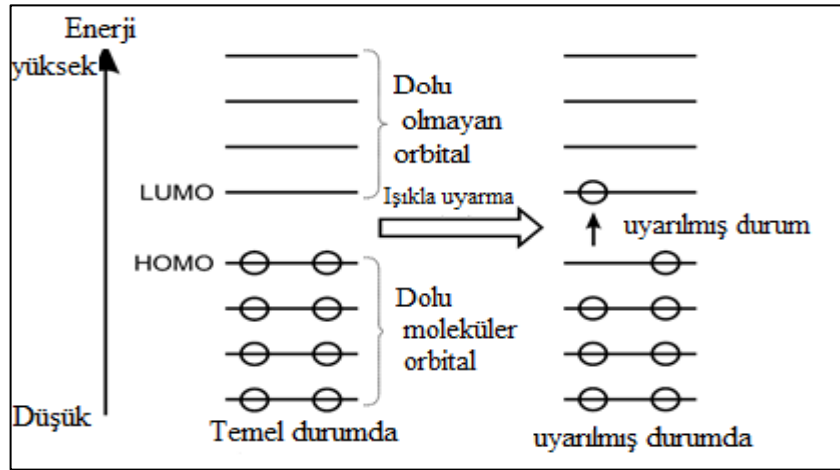 Enerji
yüksek
Dolu
olmayan
orbital
LUMO
Işıkla uyarma
uyarılmış durum
HOMO
Dolu
moleküler
orbital
Düşük
Temel durumda
uyarılmış durumda